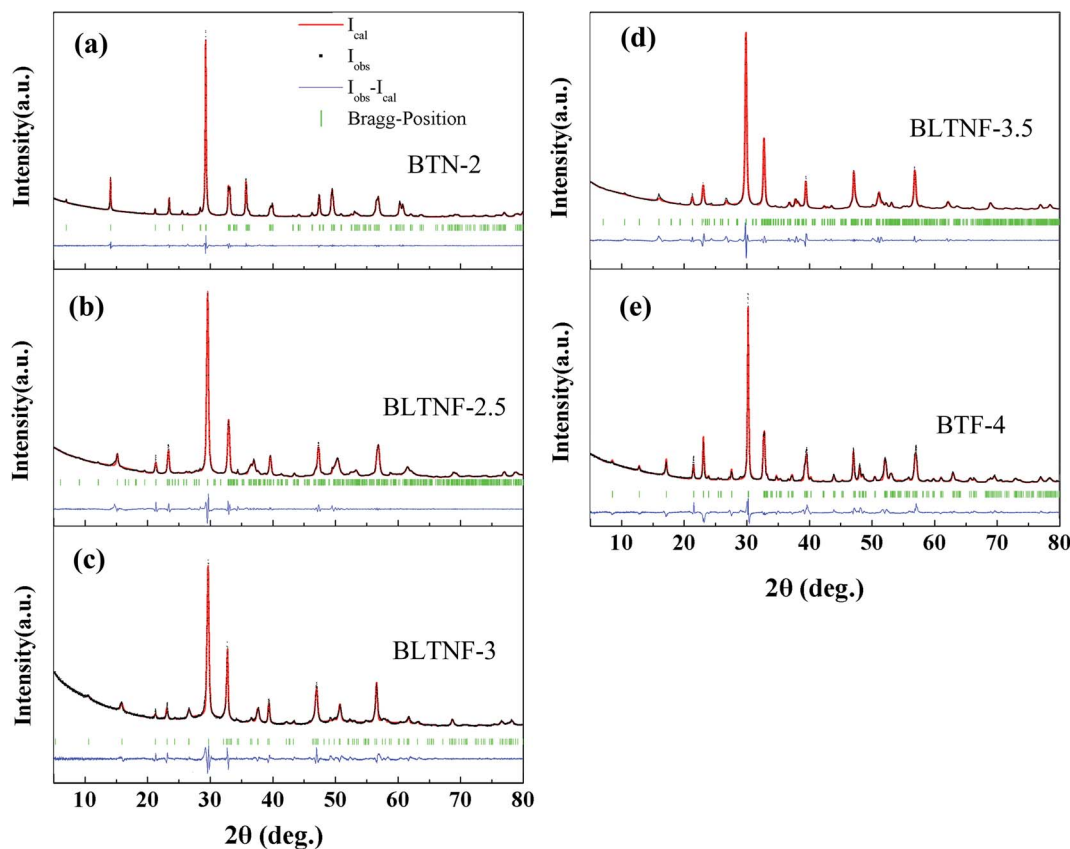 (a)
I_cal
I_obs
I_obs-I_cal
Bragg-Position
BTN-2
Intensity(a.u.)
(b)
BLTNF-2.5
Intensity(a.u.)
(c)
BLTNF-3
Intensity(a.u.)
10 20 30 40 50 60 70 80
2θ (deg.)
(d)
BLTNF-3.5
Intensity(a.u.)
(e)
BTF-4
Intensity(a.u.)
10 20 30 40 50 60 70 80
2θ (deg.)